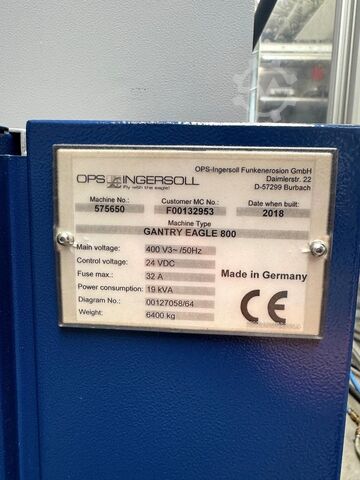 OPS INGERSOLL
fly with the eagle!
OPS-Ingersoll Funkenerosion GmbH
Daimlerstr. 22
D-57299 Burbach
Machine No.: Customer MC No.: Date when built:
575650 F00132953 2018
Machine Type
GANTRY EAGLE 800
Main voltage: 400 V3~ /50Hz
Control voltage: 24 VDC
Fuse max.: 32 A
Power consumption: 19 kVA
Diagram No.: 00127058/64
Weight: 6400 kg
Made in Germany
CE